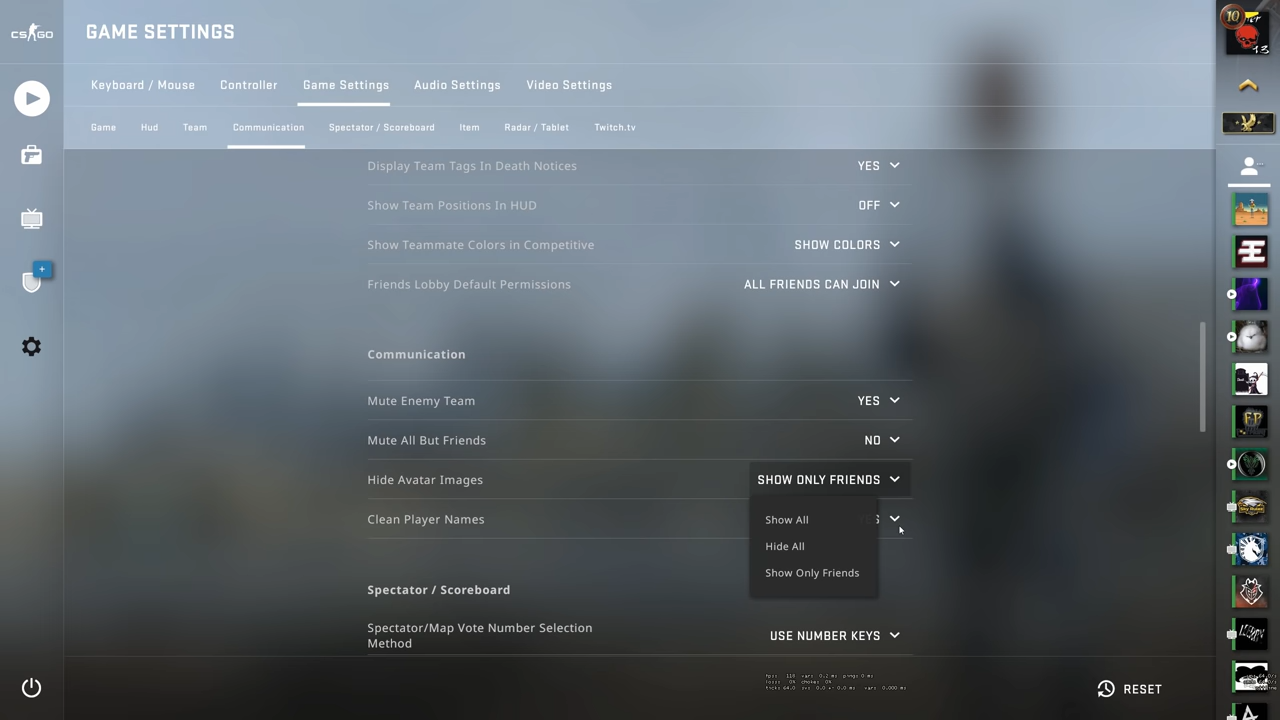 CS GO
GAME SETTINGS
10
13
Keyboard / Mouse
Controller
Game Settings
Audio Settings
Video Settings
Game
Hud
Team
Communication
Spectator / Scoreboard
Item
Radar / Tablet
Twitch.tv
Display Team Tags In Death Notices
YES
Show Team Positions In HUD
OFF
Show Teammate Colors in Competitive
SHOW COLORS
Friends Lobby Default Permissions
ALL FRIENDS CAN JOIN
Communication
Mute Enemy Team
YES
Mute All But Friends
NO
Hide Avatar Images
SHOW ONLY FRIENDS
Clean Player Names
Show All
Hide All
Show Only Friends
Spectator / Scoreboard
Spectator/Map Vote Number Selection
Method
USE NUMBER KEYS
RESET